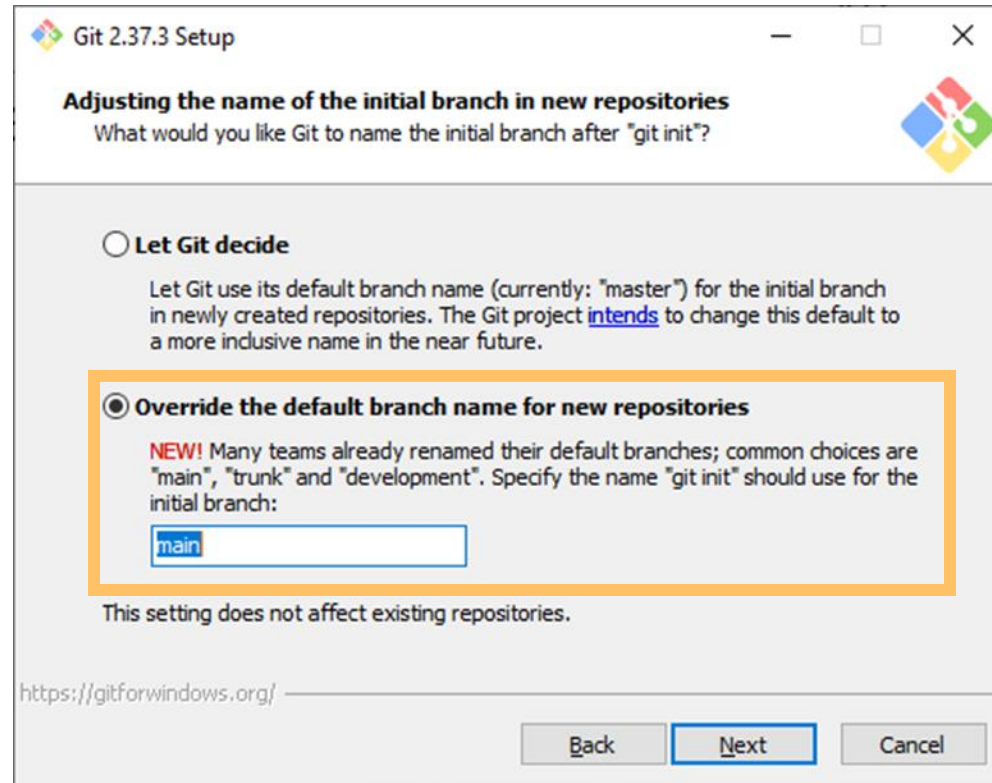 Git 2.37.3 Setup
Adjusting the name of the initial branch in new repositories
What would you like Git to name the initial branch after "git init"?
Let Git decide
Let Git use its default branch name (currently: "master") for the initial branch
in newly created repositories. The Git project intends to change this default to
a more inclusive name in the near future.
Override the default branch name for new repositories
NEW! Many teams already renamed their default branches; common choices are
"main", "trunk" and "development". Specify the name "git init" should use for the
initial branch:
main
This setting does not affect existing repositories.
https://gitforwindows.org/
Back Next Cancel